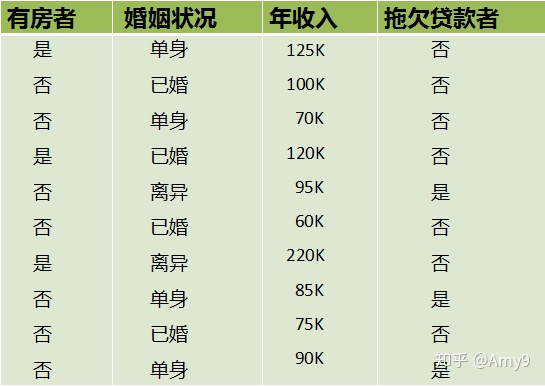 有房者 婚姻状况 年收入 拖欠贷款者
是 单身 125K 否
否 已婚 100K 否
否 单身 70K 否
是 已婚 120K 否
否 离异 95K 是
否 已婚 60K 否
是 离异 220K 否
否 单身 85K 是
否 已婚 75K 否
否 单身 90K 是
知乎 @Amy9